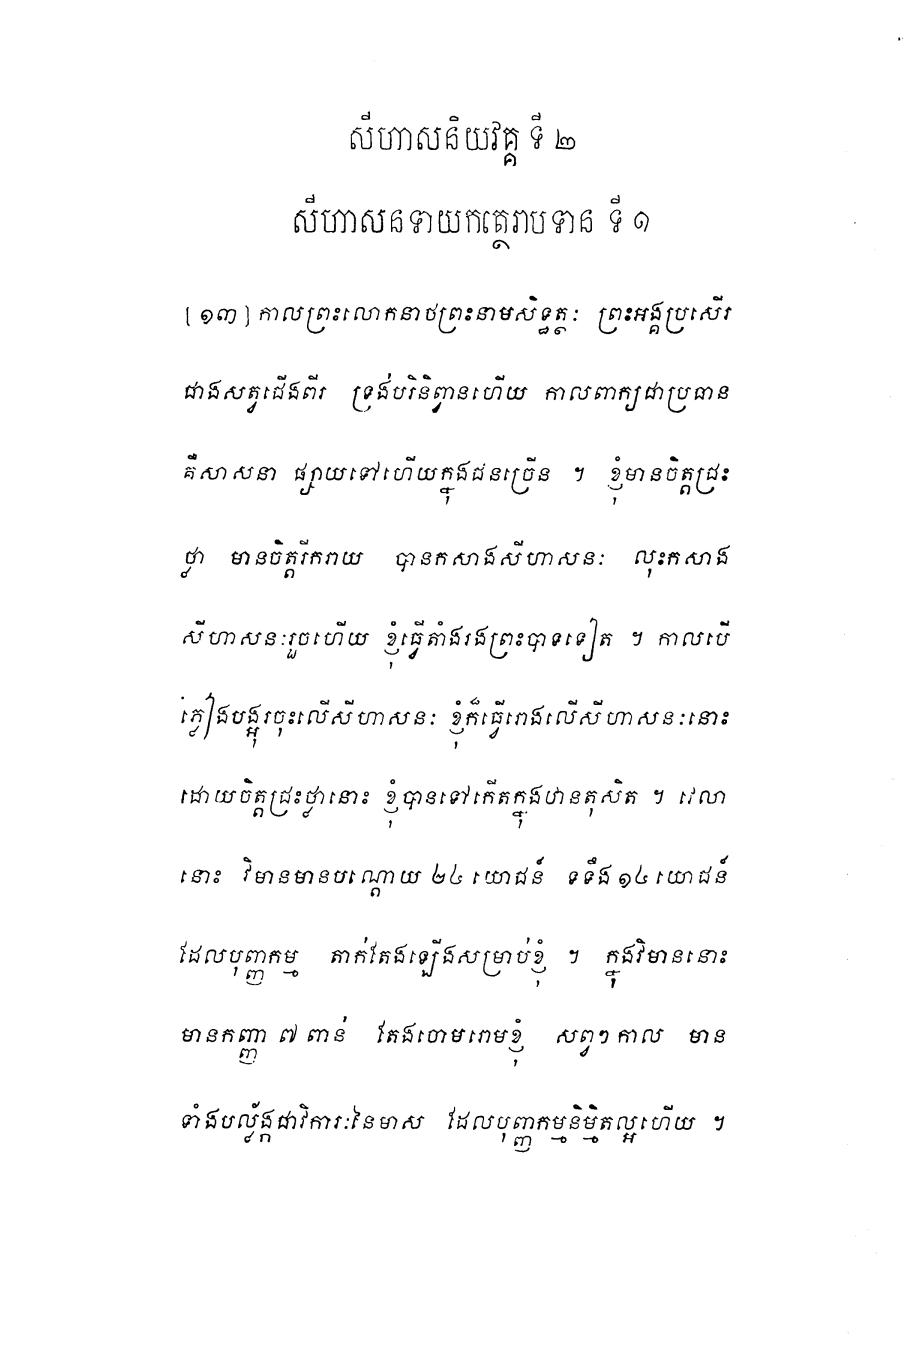 សីហាសនិយវគ្គ ទី ២
សីហាសនទាយកត្ថេរាបទាន ទី ១
[ ១៣ ] កាលព្រះលោកនាថព្រះនាមសិទ្ធត្ថៈ ព្រះអង្គប្រសើរ
ជាងសត្វជើងពីរ ទ្រង់បរិនិព្វានហើយ កាលពាក្យជាប្រធាន
គឺសាសនា ផ្សាយទៅហើយក្នុងជនច្រើន ។ ខ្ញុំមានចិត្តជ្រះ
ថ្លា មានចិត្តរីករាយ បានកសាងសីហាសនៈ លុះកសាង
សីហាសនៈរួចហើយ ខ្ញុំធ្វើតាំងរងព្រះបាទទៀត ។ កាលបើ
ភ្លៀងបង្អុរចុះលើសីហាសនៈ ខ្ញុំក៏ធ្វើរោងលើសីហាសនៈនោះ
ដោយចិត្តជ្រះថ្លានោះ ខ្ញុំបានទៅកើតក្នុងឋានតុសិត ។ វេលា
នោះ វិមានមានបណ្តោយ ២៤ យោជន៍ ទទឹង ១៤ យោជន៍
ដែលបុញ្ញកម្ម តាក់តែងឡើងសម្រាប់ខ្ញុំ ។ ក្នុងវិមាននោះ
មានកញ្ញា ៧ ពាន់ តែងចោមរោមខ្ញុំ សព្វៗកាល មាន
ទាំងបល្ល័ង្កជាវិការៈនៃមាស ដែលបុញ្ញកម្មនិម្មិតល្អហើយ ។